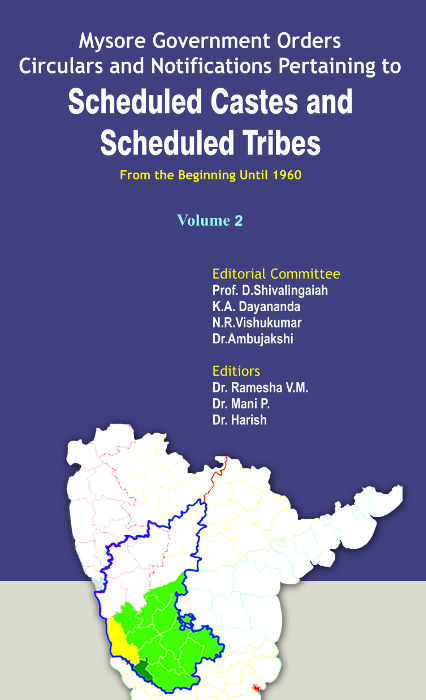 Mysore Government Orders
Circulars and Notifications Pertaining to
Scheduled Castes and
Scheduled Tribes
From the Beginning Until 1960
Volume 2
Editorial Committee
Prof. D.Shivalingaiah
K.A. Dayananda
N.R.Vishukumar
Dr.Ambujakshi
Editiors
Dr. Ramesha V.M.
Dr. Mani P.
Dr. Harish